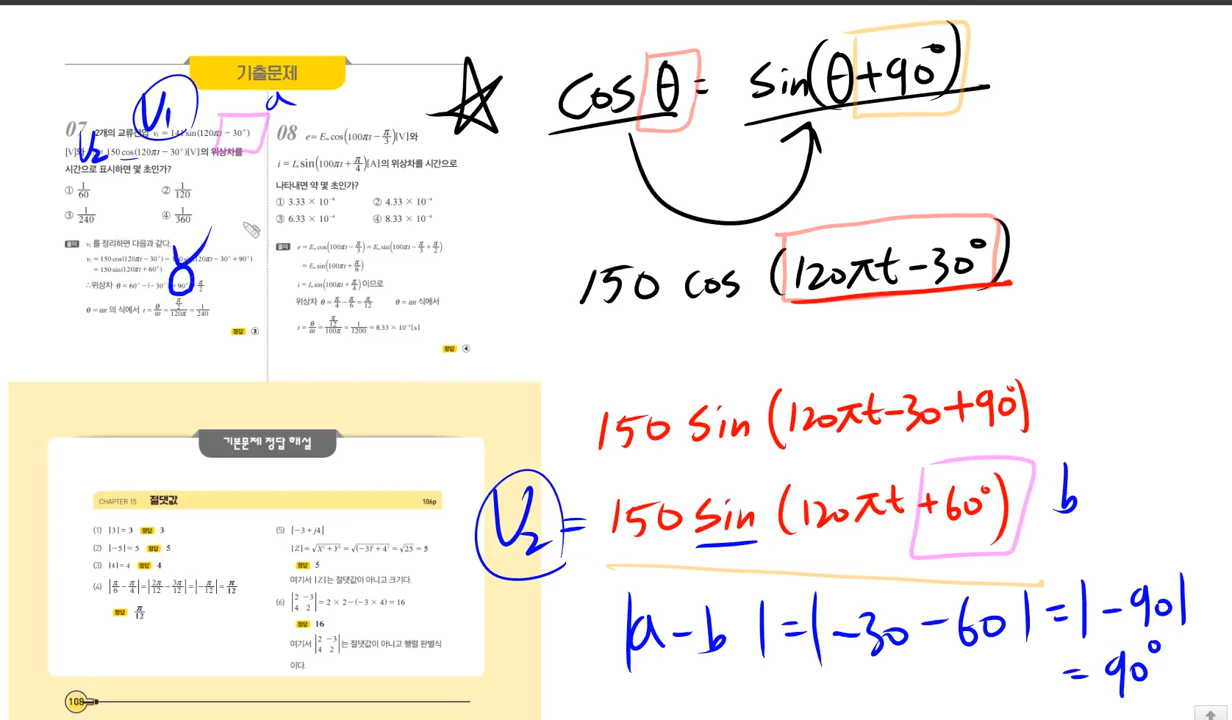 기출문제
V₁
a
07 2개의 교류전압 v₁ = 141sin(120πt − 30°)
V₂
[V]와 150cos(120πt − 30°)[V]의 위상차를
시간으로 표시하면 몇 초인가?
① 1/60 ② 1/120
③ 1/240 ④ 1/360
풀이 를 정리하면 다음과 같다.
v₂ = 150cos(120πt − 30°) = (120πt − 30° + 90°)
= 150sin(120πt + 60°)
∴ 위상차 θ = 60° − (−30°) = 90° = π/2
θ = ωt 의 식에서 t = θ/ω = (π/2)/120π = 1/240
정답 ③
08 e = Eₘcos(100πt − π/3)[V]와
i = Iₘsin(100πt + π/4)[A]의 위상차를 시간으로
나타내면 약 몇 초인가?
① 3.33 × 10⁻⁴ ② 4.33 × 10⁻⁴
③ 6.33 × 10⁻⁴ ④ 8.33 × 10⁻⁴
풀이 e = Eₘcos(100πt − π/3) = Eₘsin(100πt − π/3 + π/2)
= Eₘsin(100πt + π/6)
i = Iₘsin(100πt + π/4)이므로
위상차 θ = π/4 − π/6 = π/12 θ = ωt 식에서
t = θ/ω = (π/12)/100π = 1/1200 = 8.33 × 10⁻⁴[s]
정답 ④
cos θ = sin(θ+90°)
150 cos (120πt−30°)
150 sin (120πt−30+90°)
V₂ = 150 sin (120πt +60°) b
|a − b| = |−30 − 60| = |−90|
= 90°
기본문제 정답 해설
CHAPTER 15 절댓값 106p
(1) |3| = 3 정답 3
(2) |−5| = 5 정답 5
(3) |4| = 4 정답 4
(4) |π/6 − π/4| = |2π/12 − 3π/12| = |−π/12| = π/12
정답 π/12
(5) |−3 + j4|
|Z| = √(X² + Y²) = √((−3)² + 4²) = √25 = 5
정답 5
여기서 |Z|는 절댓값이 아니고 크기다.
(6) |2 −3; 4 2| = 2 × 2 − (−3 × 4) = 16
정답 16
여기서 |2 −3; 4 2|는 절댓값이 아니고 행렬 판별식
이다.
108